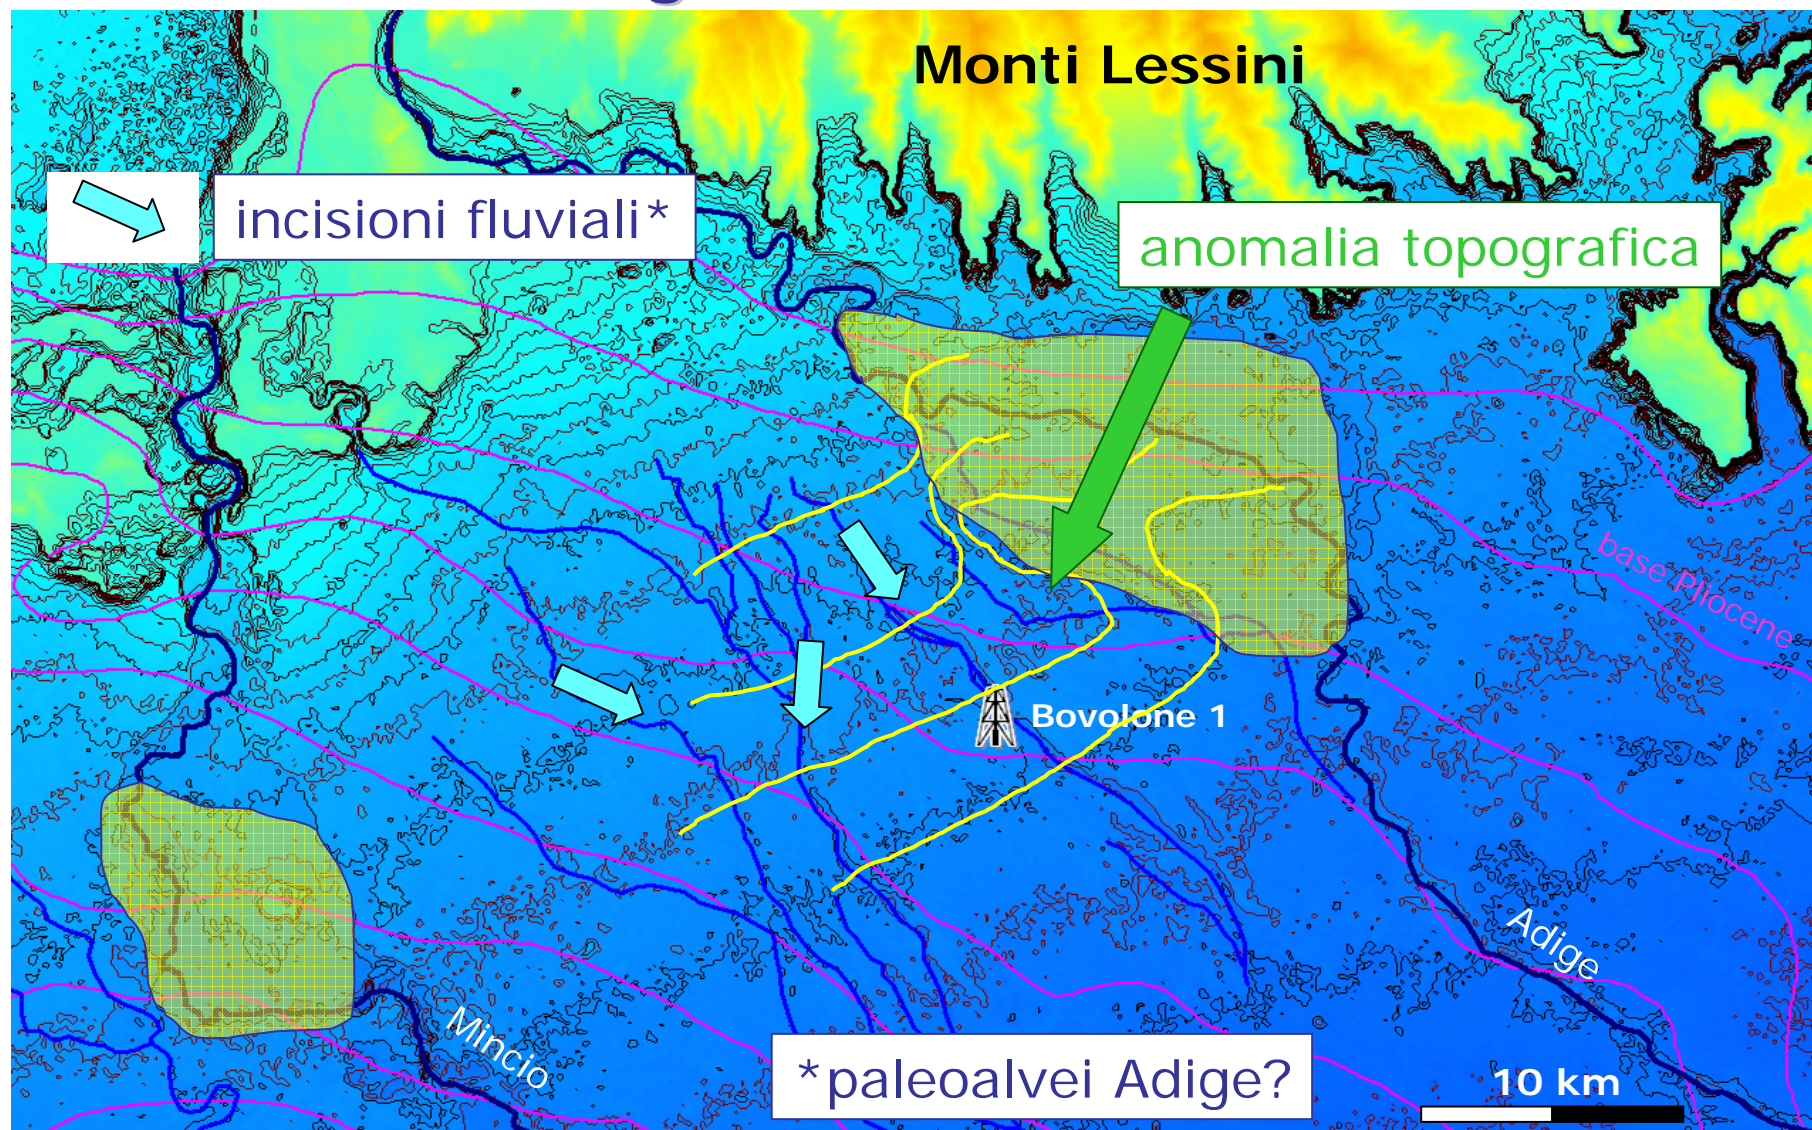 Monti Lessini
incisioni fluviali*
anomalia topografica
base Pliocene
Bovolone 1
Adige
Mincio
*paleoalvei Adige?
10 km